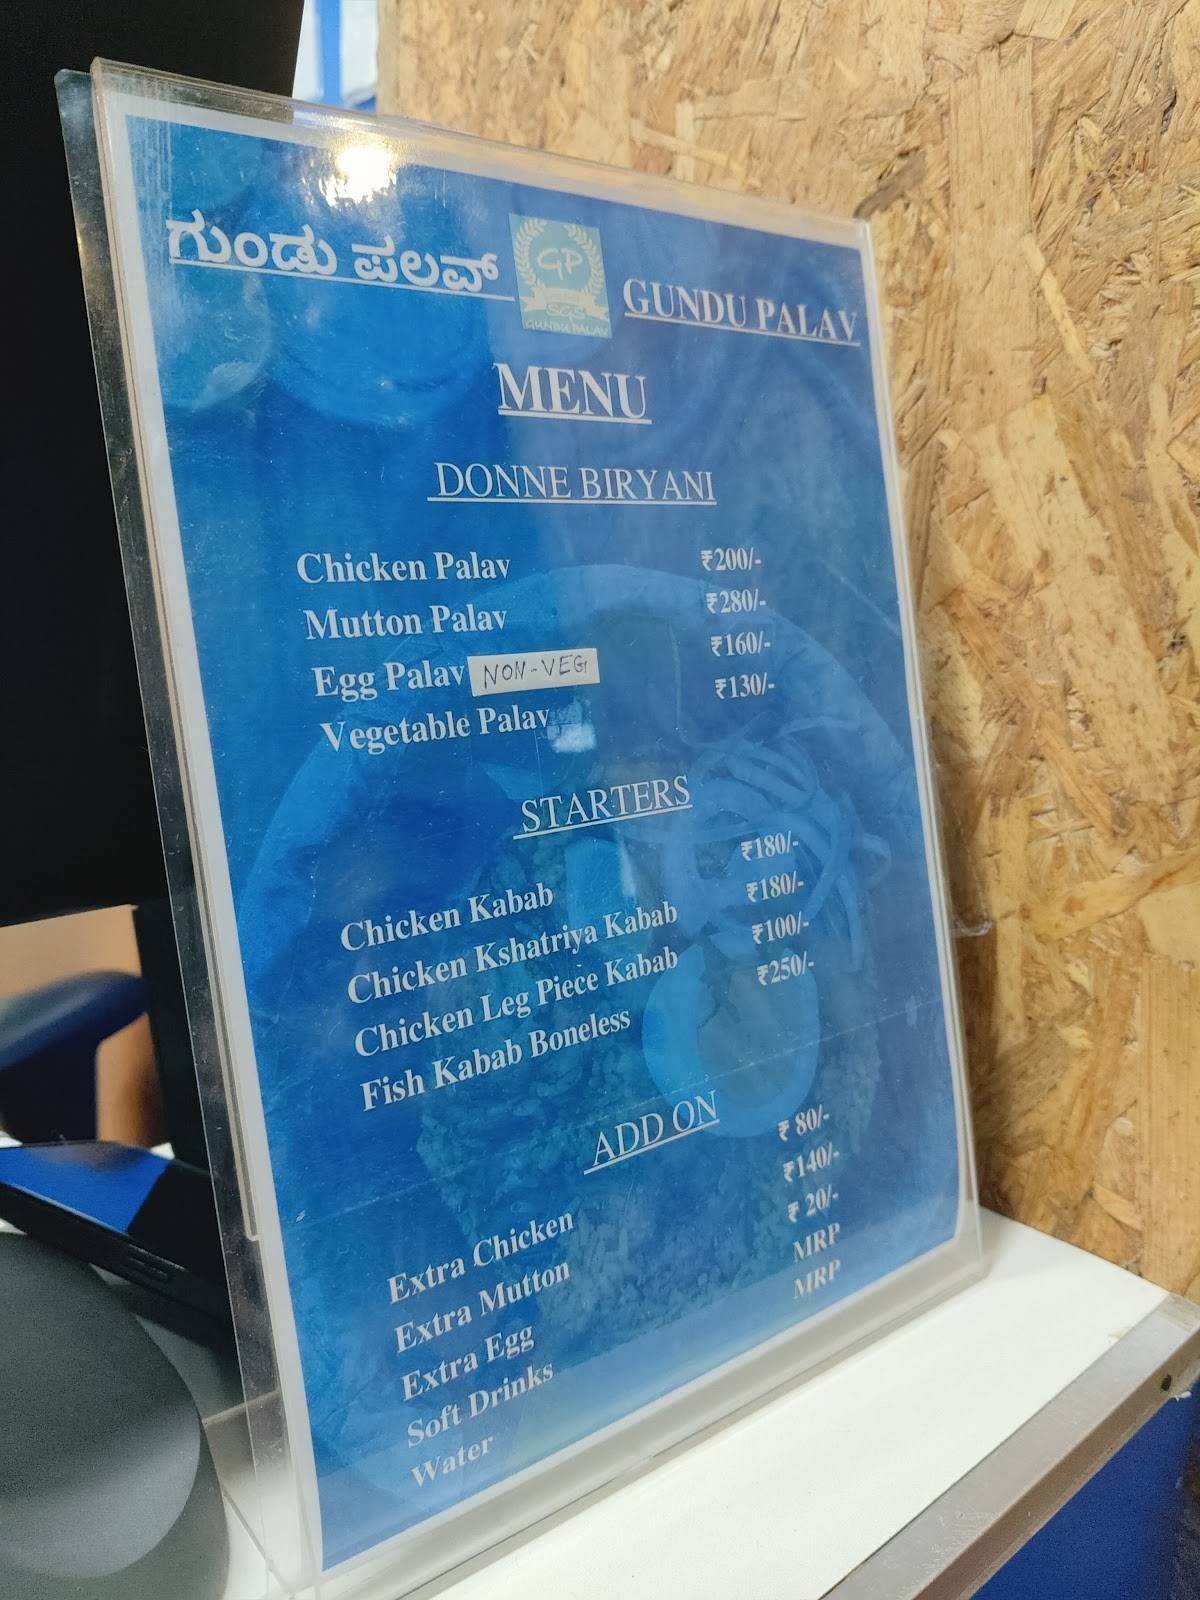 ಗುಂಡು ಪಲವ್
GP
SGS
GUNDU PALAV
GUNDU PALAV
MENU
DONNE BIRYANI
Chicken Palav ₹200/-
Mutton Palav ₹280/-
Egg Palav NON-VEG ₹160/-
Vegetable Palav ₹130/-
STARTERS
Chicken Kabab ₹180/-
Chicken Kshatriya Kabab ₹180/-
Chicken Leg Piece Kabab ₹100/-
Fish Kabab Boneless ₹250/-
ADD ON
Extra Chicken ₹ 80/-
Extra Mutton ₹140/-
Extra Egg ₹ 20/-
Soft Drinks MRP
Water MRP